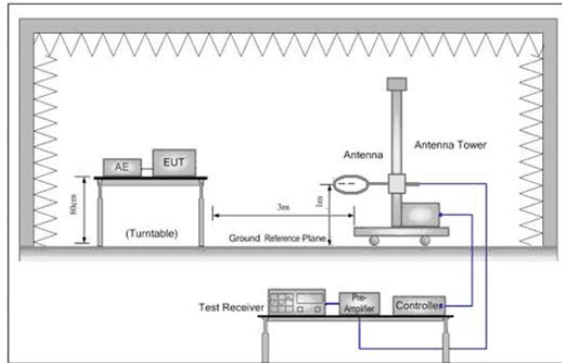 Antenna Tower
Antenna
EUT
AE
80cm
3m
1m
(Turntable)
Ground Reference Plane
Test Receiver
Pre-
Amplifier
Controller